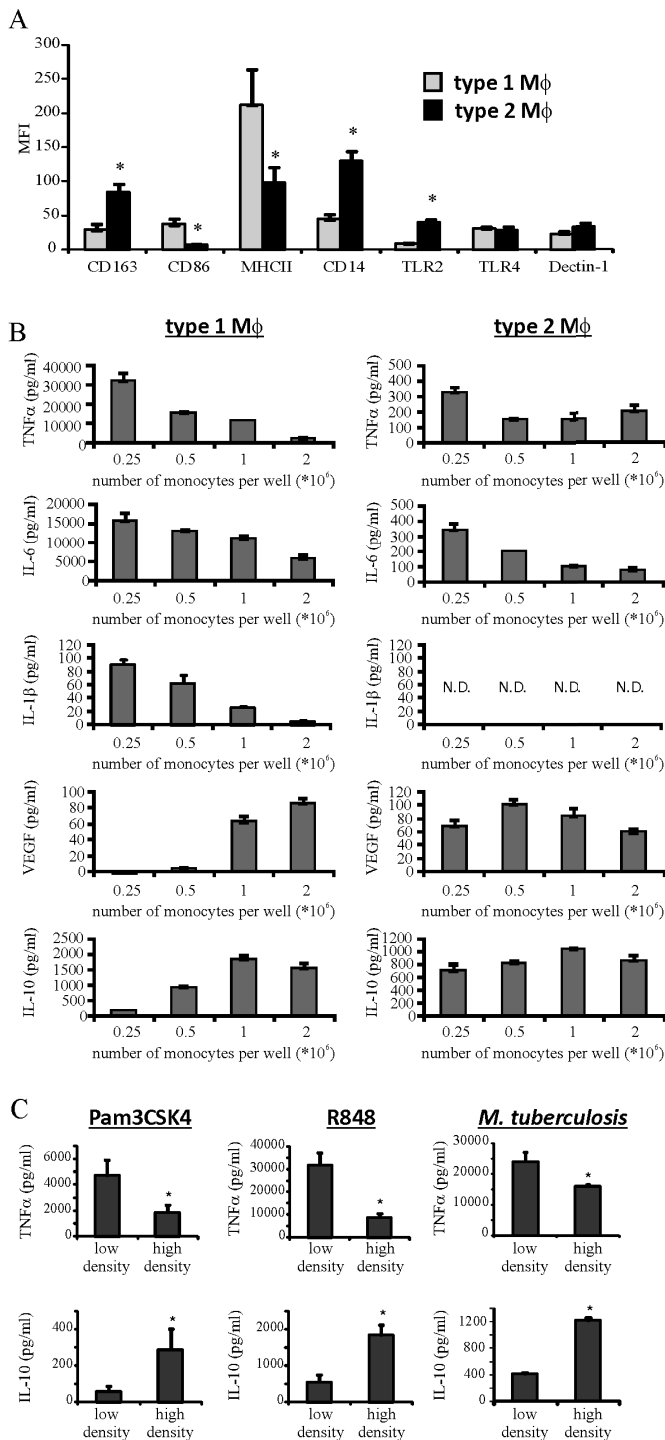 A
300
250
200
150
100
50
0
MFI
type 1 Mϕ
type 2 Mϕ
*
*
*
*
*
CD163 CD86 MHCII CD14 TLR2 TLR4 Dectin-1
B
type 1 Mϕ type 2 Mϕ
40000
30000
20000
10000
0
TNFα (pg/ml)
0.25 0.5 1 2
number of monocytes per well (*10⁶)
500
400
300
200
100
0
TNFα (pg/ml)
0.25 0.5 1 2
number of monocytes per well (*10⁶)
20000
15000
10000
5000
0
IL-6 (pg/ml)
0.25 0.5 1 2
number of monocytes per well (*10⁶)
500
400
200
100
0
IL-6 (pg/ml)
0.25 0.5 1 2
number of monocytes per well (*10⁶)
120
100
80
60
40
20
0
IL-1β (pg/ml)
0.25 0.5 1 2
number of monocytes per well (*10⁶)
120
100
80
60
40
20
0
IL-1β (pg/ml)
N.D. N.D. N.D. N.D.
0.25 0.5 1 2
number of monocytes per well (*10⁶)
100
80
60
40
20
0
VEGF (pg/ml)
0.25 0.5 1 2
number of monocytes per well (*10⁶)
120
100
80
60
40
20
0
VEGF (pg/ml)
0.25 0.5 1 2
number of monocytes per well (*10⁶)
2500
2000
1500
1000
500
0
IL-10 (pg/ml)
0.25 0.5 1 2
number of monocytes per well (*10⁶)
1200
1000
800
600
400
200
0
IL-10 (pg/ml)
0.25 0.5 1 2
number of monocytes per well (*10⁶)
C
Pam3CSK4 R848 M. tuberculosis
6000
4000
2000
0
TNFα (pg/ml)
*
low high
density density
40000
30000
20000
10000
0
TNFα (pg/ml)
*
low high
density density
20000
10000
0
TNFα (pg/ml)
*
low high
density density
400
200
0
IL-10 (pg/ml)
*
low high
density density
2000
1000
0
IL-10 (pg/ml)
*
low high
density density
1200
800
400
0
IL-10 (pg/ml)
*
low high
density density